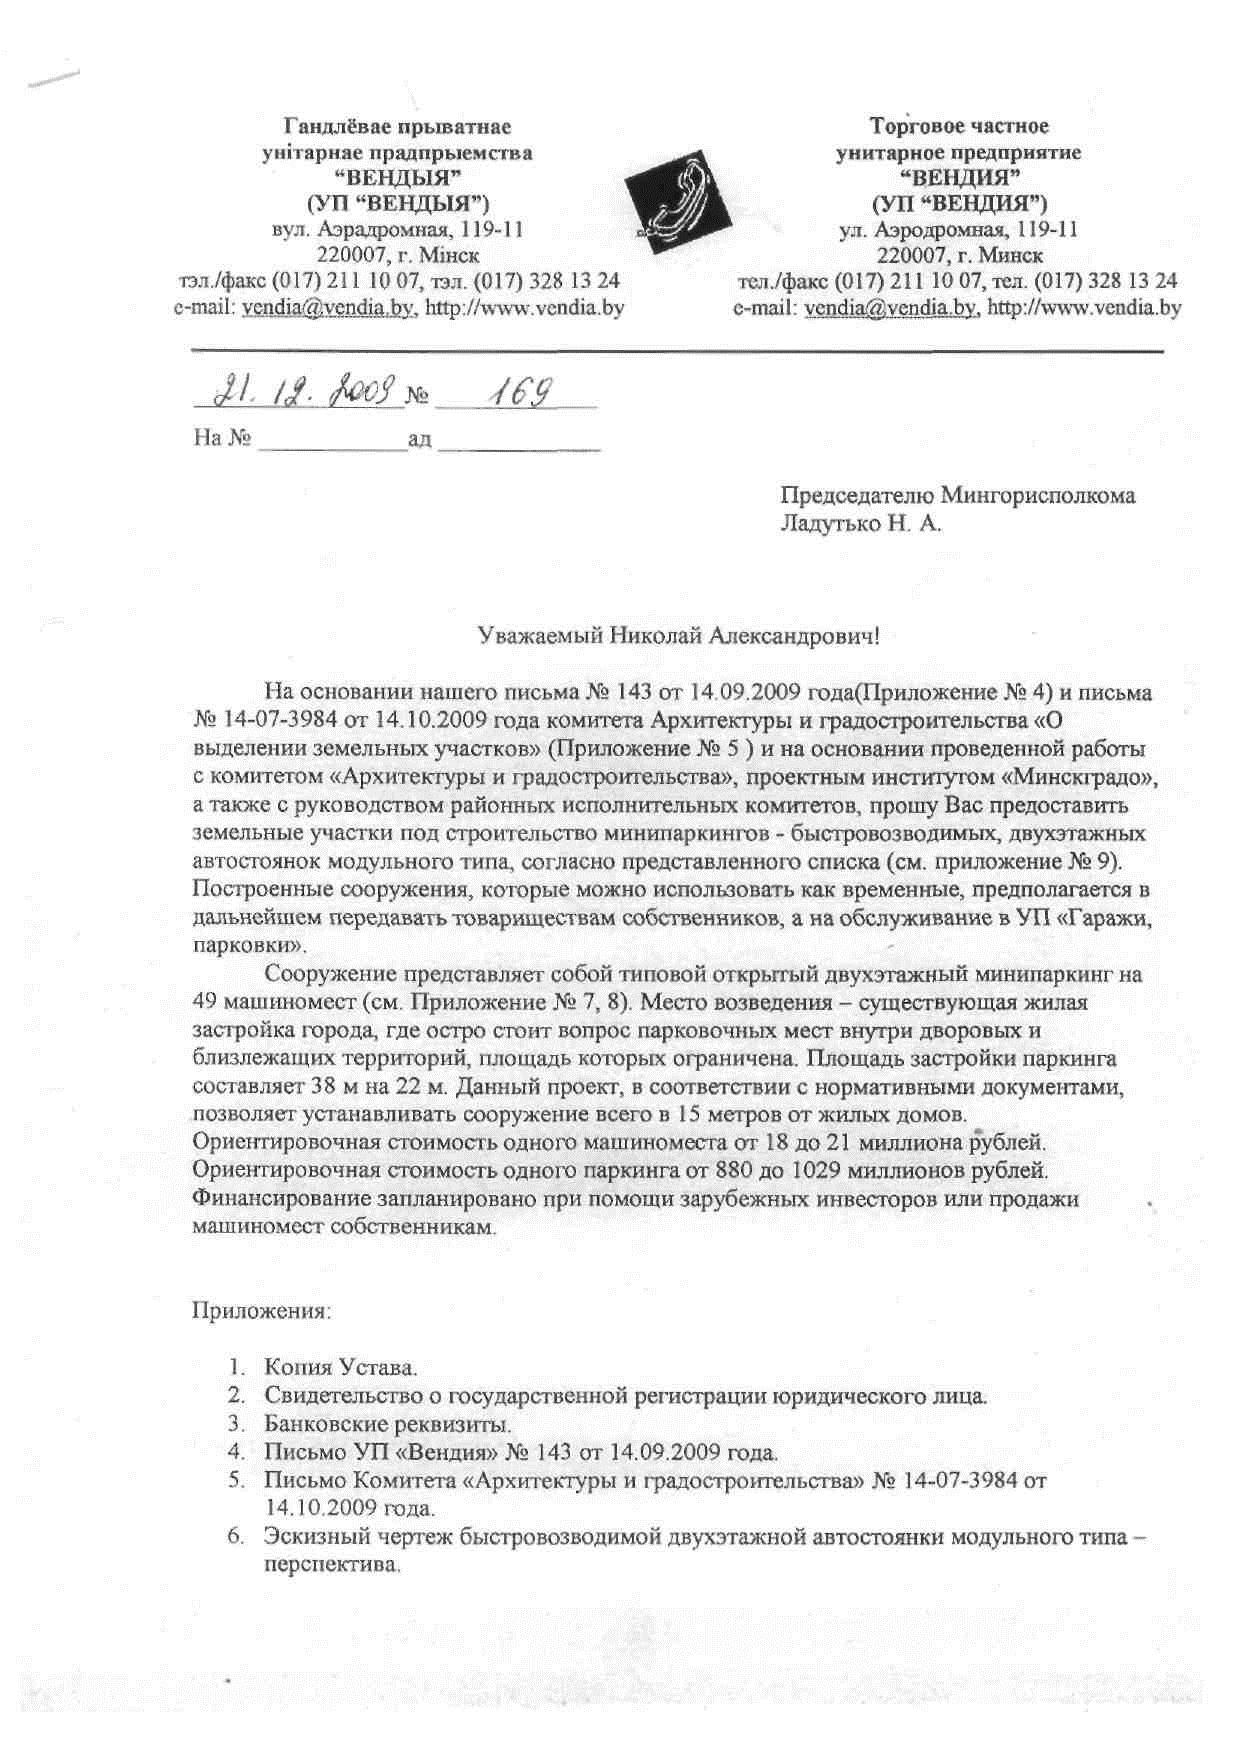 Гандлёвае прыватнае
унітарнае прадпрыемства
“ВЕНДЫЯ”
(УП “ВЕНДЫЯ”)
вул. Аэрадромная, 119-11
220007, г. Мінск
тэл./факс (017) 211 10 07, тэл. (017) 328 13 24
e-mail: vendia@vendia.by, http://www.vendia.by
Торговое частное
унитарное предприятие
“ВЕНДИЯ”
(УП “ВЕНДИЯ”)
ул. Аэродромная, 119-11
220007, г. Минск
тел./факс (017) 211 10 07, тел. (017) 328 13 24
e-mail: vendia@vendia.by, http://www.vendia.by
21. 12. 2009 № 169
На № ____________ ад ____________
Председателю Мингорисполкома
Ладутько Н. А.
Уважаемый Николай Александрович!
На основании нашего письма № 143 от 14.09.2009 года(Приложение № 4) и письма
№ 14-07-3984 от 14.10.2009 года комитета Архитектуры и градостроительства «О
выделении земельных участков» (Приложение № 5 ) и на основании проведенной работы
с комитетом «Архитектуры и градостроительства», проектным институтом «Минскградо»,
а также с руководством районных исполнительных комитетов, прошу Вас предоставить
земельные участки под строительство минипаркингов - быстровозводимых, двухэтажных
автостоянок модульного типа, согласно представленного списка (см. приложение № 9).
Построенные сооружения, которые можно использовать как временные, предполагается в
дальнейшем передавать товариществам собственников, а на обслуживание в УП «Гаражи,
парковки».
Сооружение представляет собой типовой открытый двухэтажный минипаркинг на
49 машиномест (см. Приложение № 7, 8). Место возведения – существующая жилая
застройка города, где остро стоит вопрос парковочных мест внутри дворовых и
близлежащих территорий, площадь которых ограничена. Площадь застройки паркинга
составляет 38 м на 22 м. Данный проект, в соответствии с нормативными документами,
позволяет устанавливать сооружение всего в 15 метров от жилых домов.
Ориентировочная стоимость одного машиноместа от 18 до 21 миллиона рублей.
Ориентировочная стоимость одного паркинга от 880 до 1029 миллионов рублей.
Финансирование запланировано при помощи зарубежных инвесторов или продажи
машиномест собственникам.
Приложения:
1. Копия Устава.
2. Свидетельство о государственной регистрации юридического лица.
3. Банковские реквизиты.
4. Письмо УП «Вендия» № 143 от 14.09.2009 года.
5. Письмо Комитета «Архитектуры и градостроительства» № 14-07-3984 от
14.10.2009 года.
6. Эскизный чертеж быстровозводимой двухэтажной автостоянки модульного типа –
перспектива.